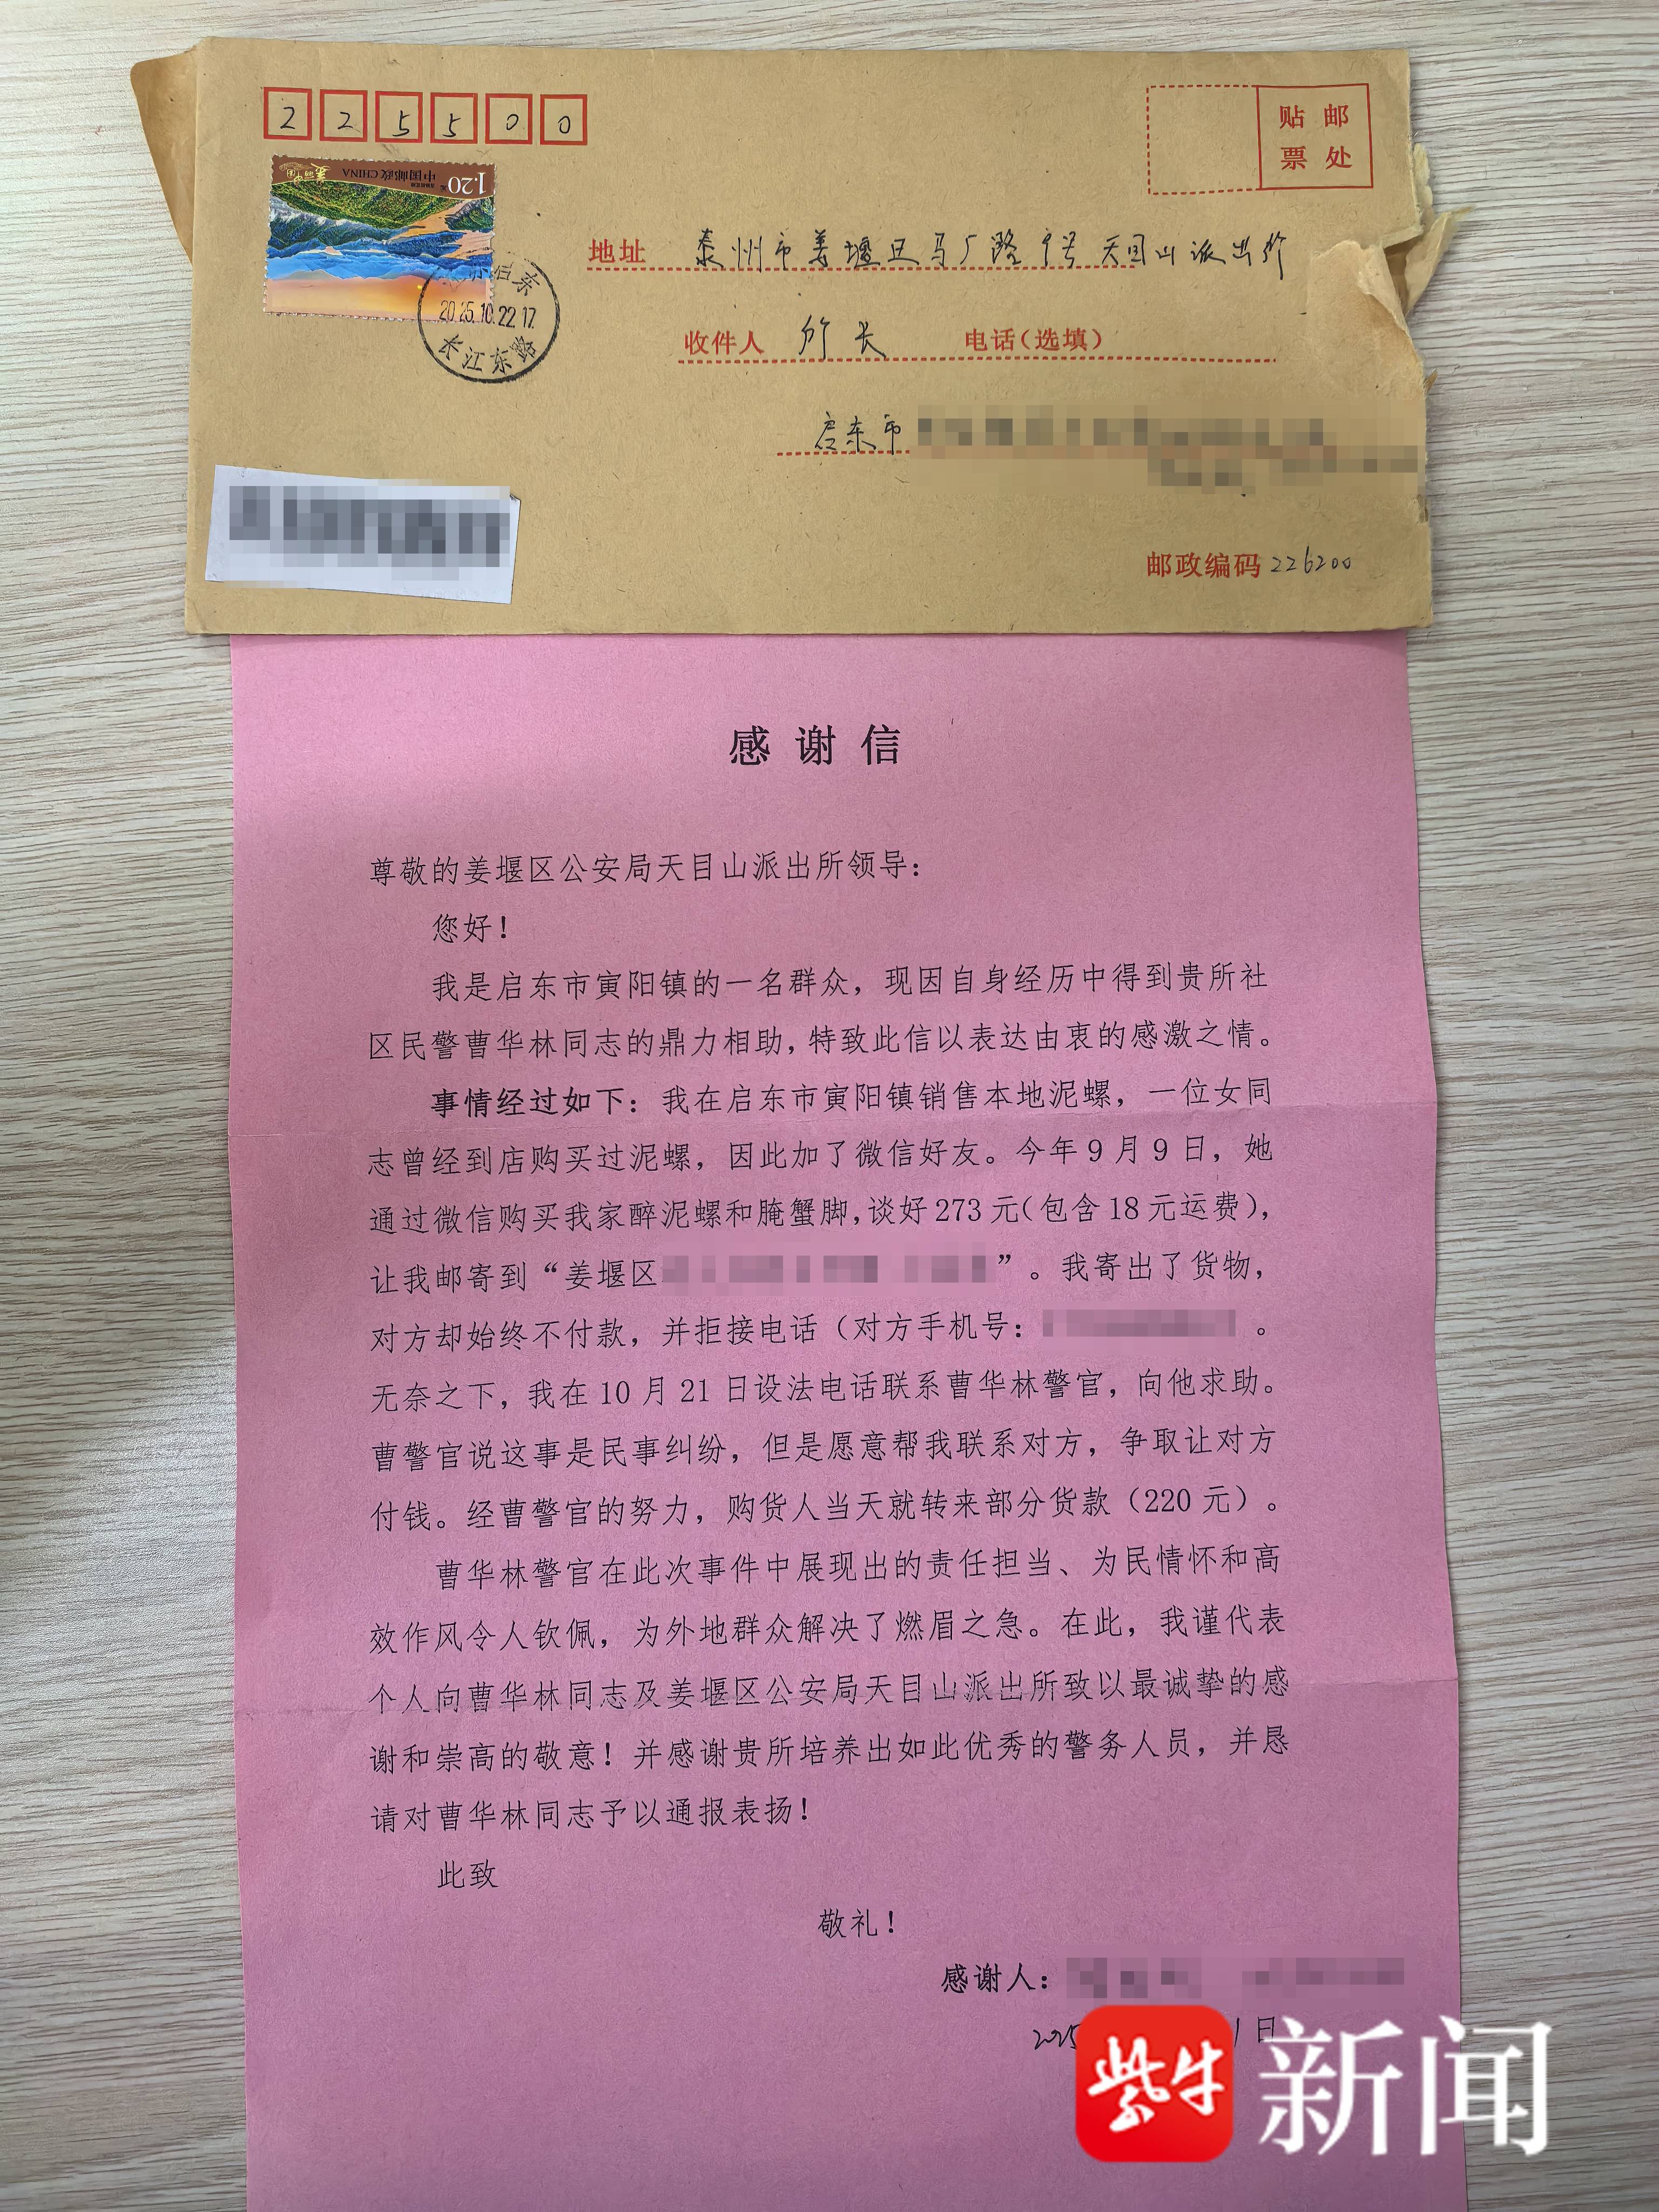 225500
贴邮
票处
1.20元
中国邮政 CHINA
美丽中国
启东
2025.10.22.17
长江东路
地址 泰州市姜堰区马厂路9号天目山派出所
收件人 所长 电话(选填)
启东市
邮政编码 226200
感谢信
尊敬的姜堰区公安局天目山派出所领导：
您好！
我是启东市寅阳镇的一名群众，现因自身经历中得到贵所社
区民警曹华林同志的鼎力相助，特致此信以表达由衷的感激之情。
事情经过如下：我在启东市寅阳镇销售本地泥螺，一位女同
志曾经到店购买过泥螺，因此加了微信好友。今年9月9日，她
通过微信购买我家醉泥螺和腌蟹脚，谈好273元（包含18元运费），
让我邮寄到“姜堰区”。我寄出了货物，
对方却始终不付款，并拒接电话（对方手机号：。
无奈之下，我在10月21日设法电话联系曹华林警官，向他求助。
曹警官说这事是民事纠纷，但是愿意帮我联系对方，争取让对方
付钱。经曹警官的努力，购货人当天就转来部分货款（220元）。
曹华林警官在此次事件中展现出的责任担当、为民情怀和高
效作风令人钦佩，为外地群众解决了燃眉之急。在此，我谨代表
个人向曹华林同志及姜堰区公安局天目山派出所致以最诚挚的感
谢和崇高的敬意！并感谢贵所培养出如此优秀的警务人员，并恳
请对曹华林同志予以通报表扬！
此致
敬礼！
感谢人：
2025 1日
紫牛新闻